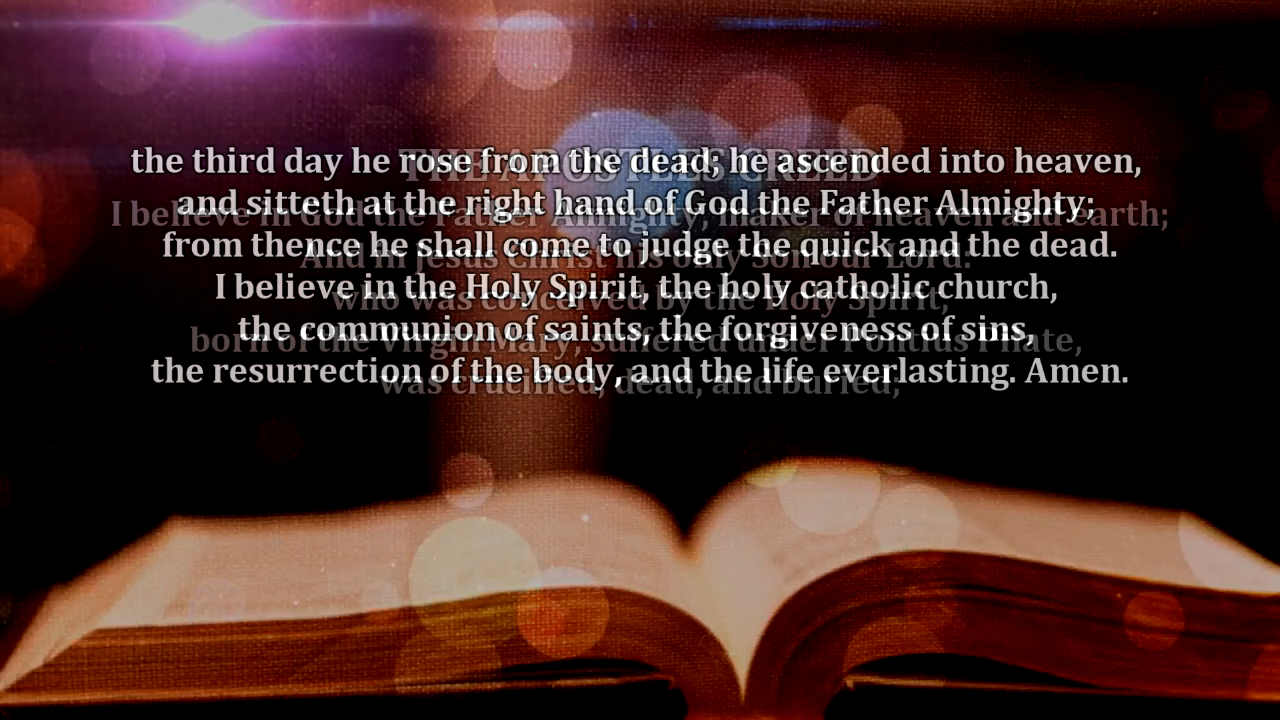 THE APOSTLES' CREED
the third day he rose from the dead; he ascended into heaven,
I believe in God the Father Almighty, maker of heaven and earth;
and sitteth at the right hand of God the Father Almighty;
And in Jesus Christ his only Son our Lord:
from thence he shall come to judge the quick and the dead.
who was conceived by the Holy Spirit,
I believe in the Holy Spirit, the holy catholic church,
born of the Virgin Mary, suffered under Pontius Pilate,
the communion of saints, the forgiveness of sins,
was crucified, dead, and buried;
the resurrection of the body, and the life everlasting. Amen.